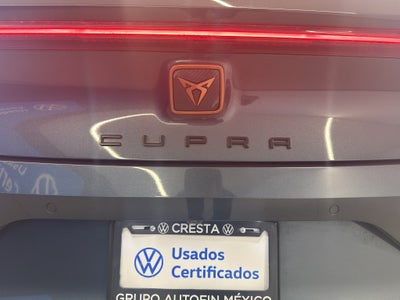 CUPRA
CRESTA
Usados
Certificados
GRUPO AUTOFIN MÉXICO